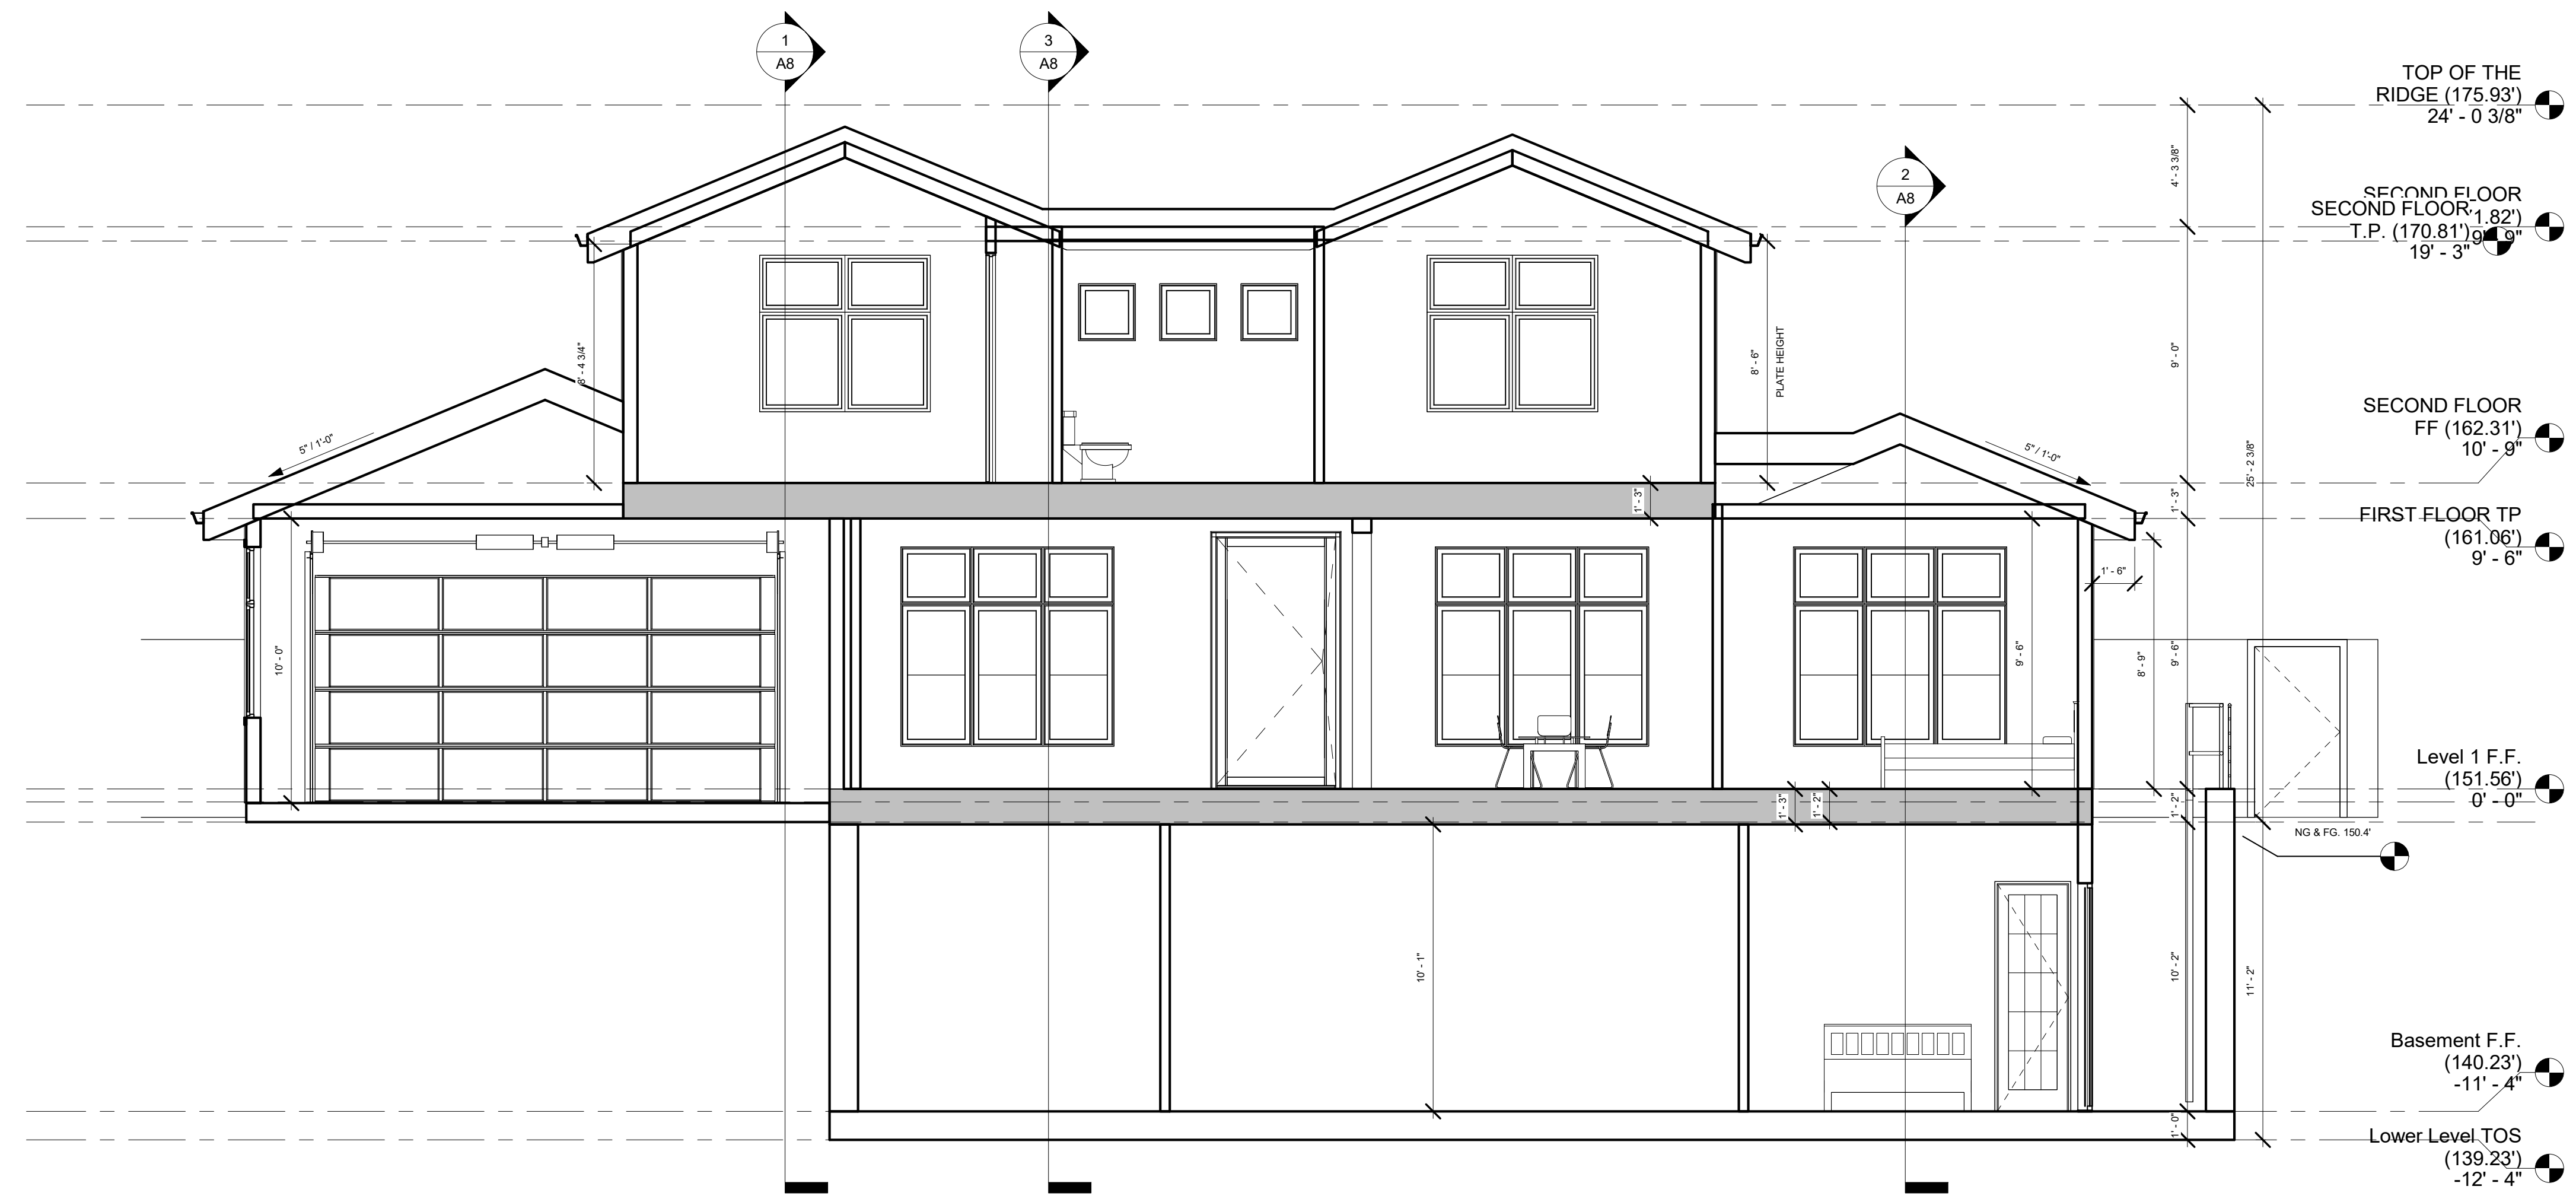 1
A8
3
A8
2
A8
TOP OF THE
RIDGE (175.93')
24' - 0 3/8"
4' - 3 3/8"
SECOND FLOOR
1.82')
SECOND FLOOR
T.P. (170.81')
19' - 3"
8' - 4 3/4"
8' - 6"
PLATE HEIGHT
9' - 0"
SECOND FLOOR
FF (162.31')
10' - 9"
5" / 1'-0"
5" / 1'-0"
25' - 2 3/8"
1' - 3"
1' - 3"
FIRST FLOOR TP
(161.06')
9' - 6"
1' - 6"
10' - 0"
9' - 6"
8' - 9"
9' - 6"
Level 1 F.F.
(151.56')
0' - 0"
1' - 3"
1' - 2"
1' - 2"
NG & FG. 150.4'
10' - 1"
10' - 2"
11' - 2"
Basement F.F.
(140.23')
-11' - 4"
1' - 0"
Lower Level TOS
(139.23')
-12' - 4"